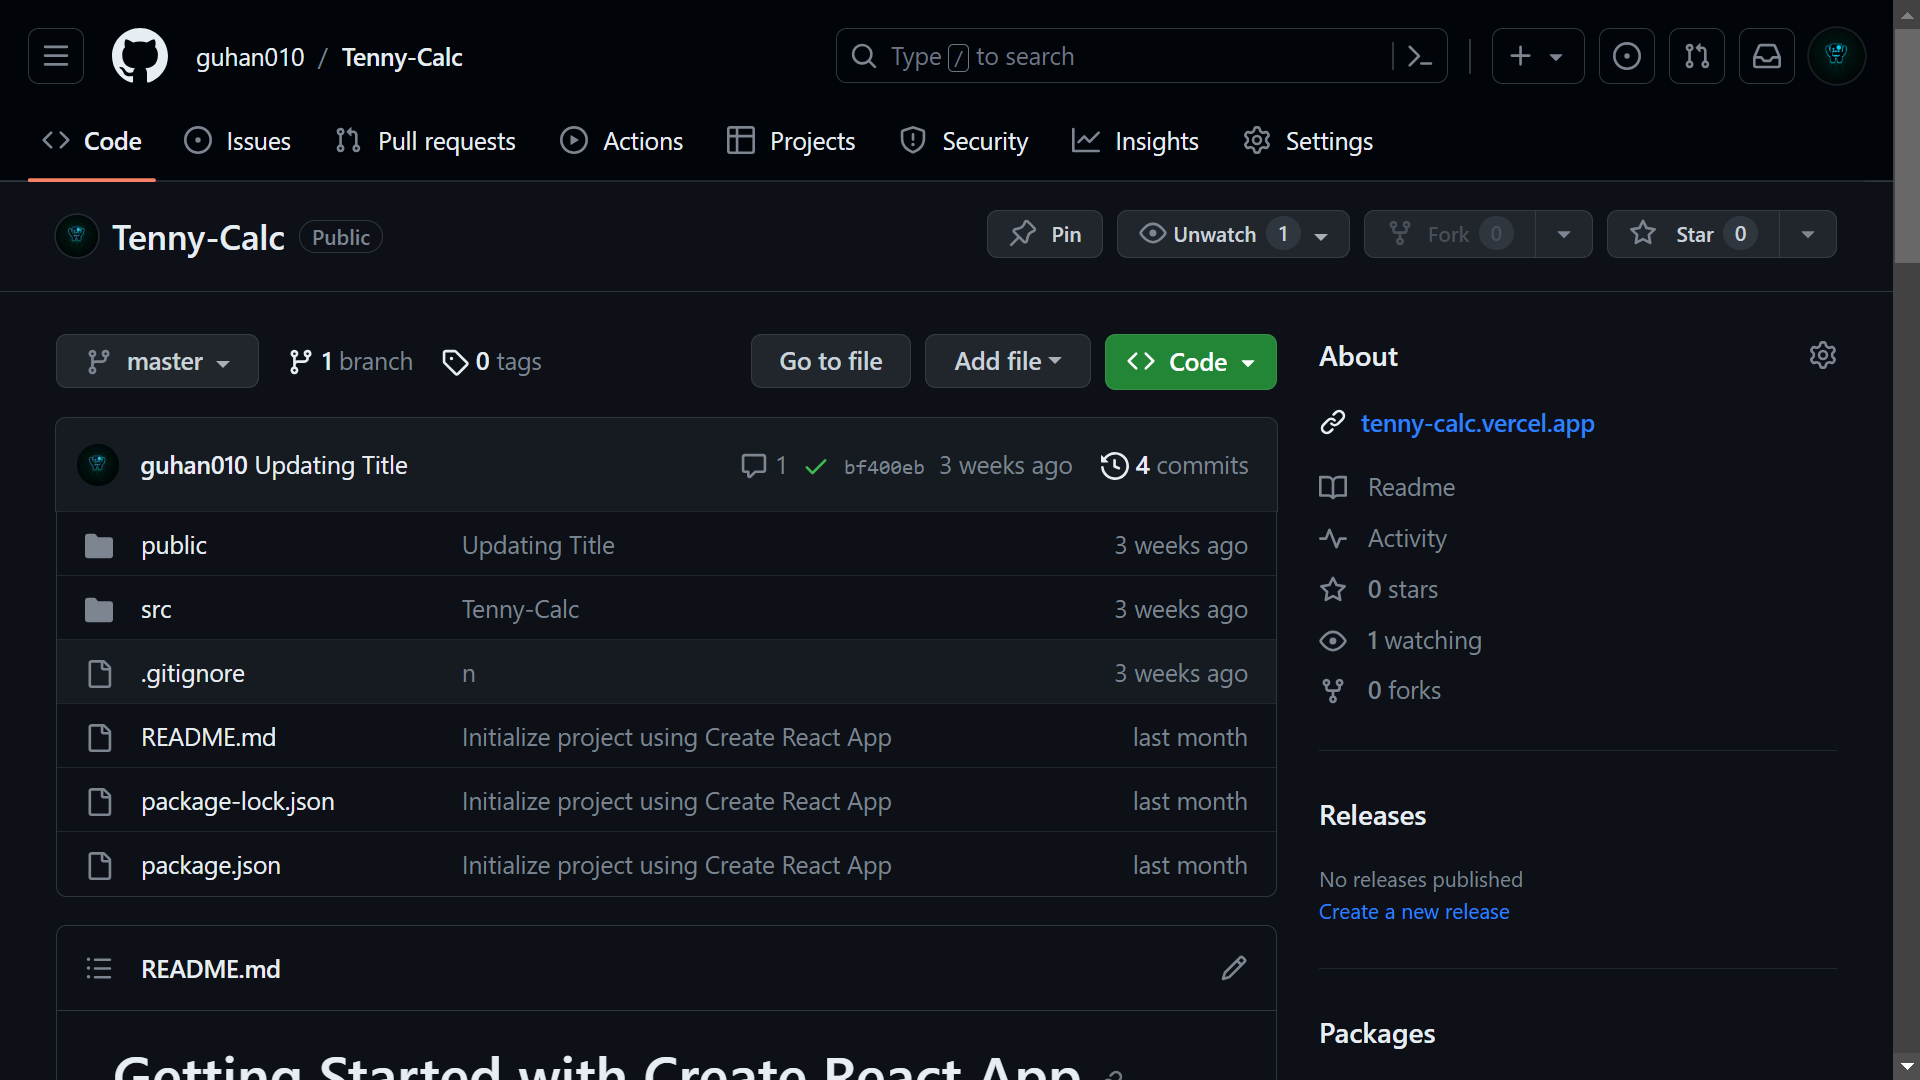 guhan010 / Tenny-Calc
Type / to search
Code
Issues
Pull requests
Actions
Projects
Security
Insights
Settings
Tenny-Calc Public
Pin
Unwatch 1
Fork 0
Star 0
master
1 branch
0 tags
Go to file
Add file
Code
guhan010 Updating Title
1
bf400eb 3 weeks ago
4 commits
public Updating Title 3 weeks ago
src Tenny-Calc 3 weeks ago
.gitignore n 3 weeks ago
README.md Initialize project using Create React App last month
package-lock.json Initialize project using Create React App last month
package.json Initialize project using Create React App last month
README.md
Getting Started with Create React App
About
tenny-calc.vercel.app
Readme
Activity
0 stars
1 watching
0 forks
Releases
No releases published
Create a new release
Packages